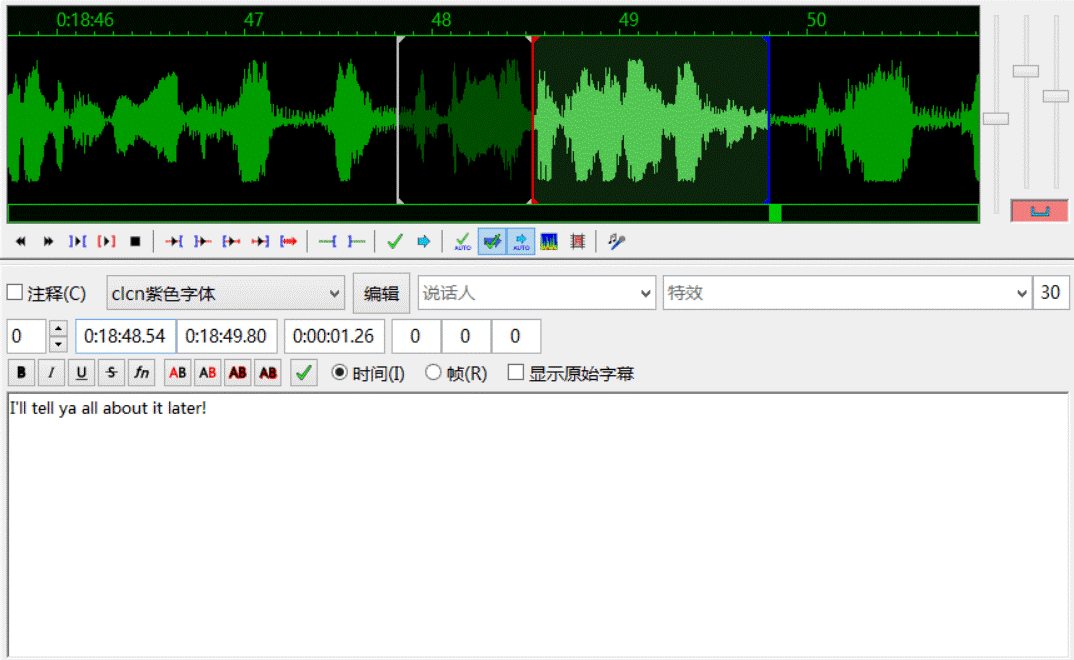 0:18:46 47 48 49 50
AUTO AUTO
注释(C) clcn紫色字体 编辑 说话人 特效 30
0 0:18:48.54 0:18:49.80 0:00:01.26 0 0 0
B I U S fn AB AB AB AB 时间(I) 帧(R) 显示原始字幕
I'll tell ya all about it later!